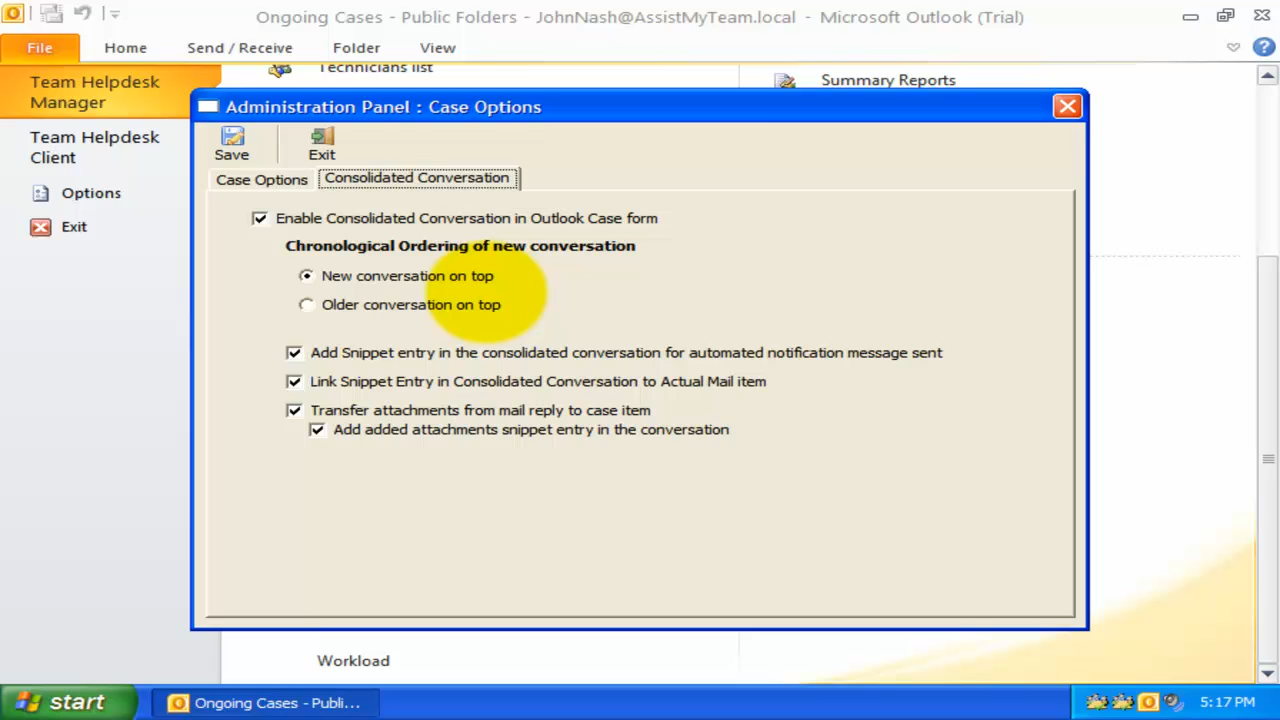 Ongoing Cases - Public Folders - JohnNash@AssistMyTeam.local - Microsoft Outlook (Trial)
File Home Send / Receive Folder View
Team Helpdesk
Manager
Team Helpdesk
Client
Options
Exit
Technicians list
Summary Reports
Administration Panel : Case Options
Save Exit
Case Options Consolidated Conversation
Enable Consolidated Conversation in Outlook Case form
Chronological Ordering of new conversation
New conversation on top
Older conversation on top
Add Snippet entry in the consolidated conversation for automated notification message sent
Link Snippet Entry in Consolidated Conversation to Actual Mail item
Transfer attachments from mail reply to case item
Add added attachments snippet entry in the conversation
Workload
start Ongoing Cases - Publi... 5:17 PM